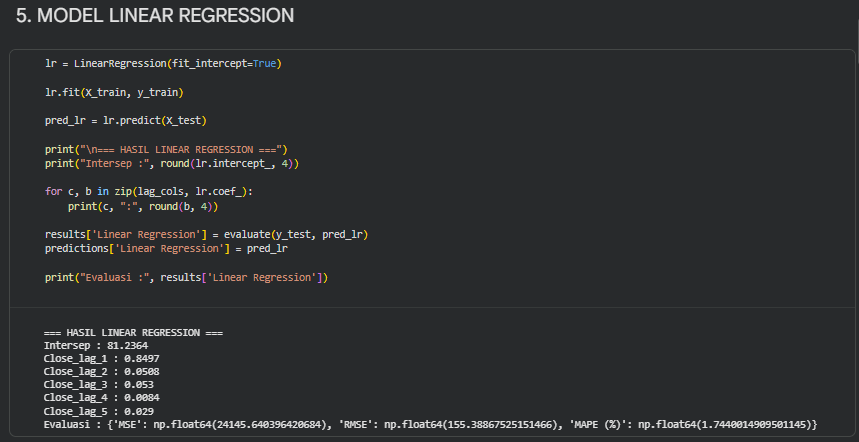 5. MODEL LINEAR REGRESSION
lr = LinearRegression(fit_intercept=True)
lr.fit(X_train, y_train)
pred_lr = lr.predict(X_test)
print("\n=== HASIL LINEAR REGRESSION ===")
print("Intersep :", round(lr.intercept_, 4))
for c, b in zip(lag_cols, lr.coef_):
    print(c, ":", round(b, 4))
results['Linear Regression'] = evaluate(y_test, pred_lr)
predictions['Linear Regression'] = pred_lr
print("Evaluasi :", results['Linear Regression'])
=== HASIL LINEAR REGRESSION ===
Intersep : 81.2364
Close_lag_1 : 0.8497
Close_lag_2 : 0.0508
Close_lag_3 : 0.053
Close_lag_4 : 0.0084
Close_lag_5 : 0.029
Evaluasi : {'MSE': np.float64(24145.640396420684), 'RMSE': np.float64(155.38867525151466), 'MAPE (%)': np.float64(1.7440014909501145)}